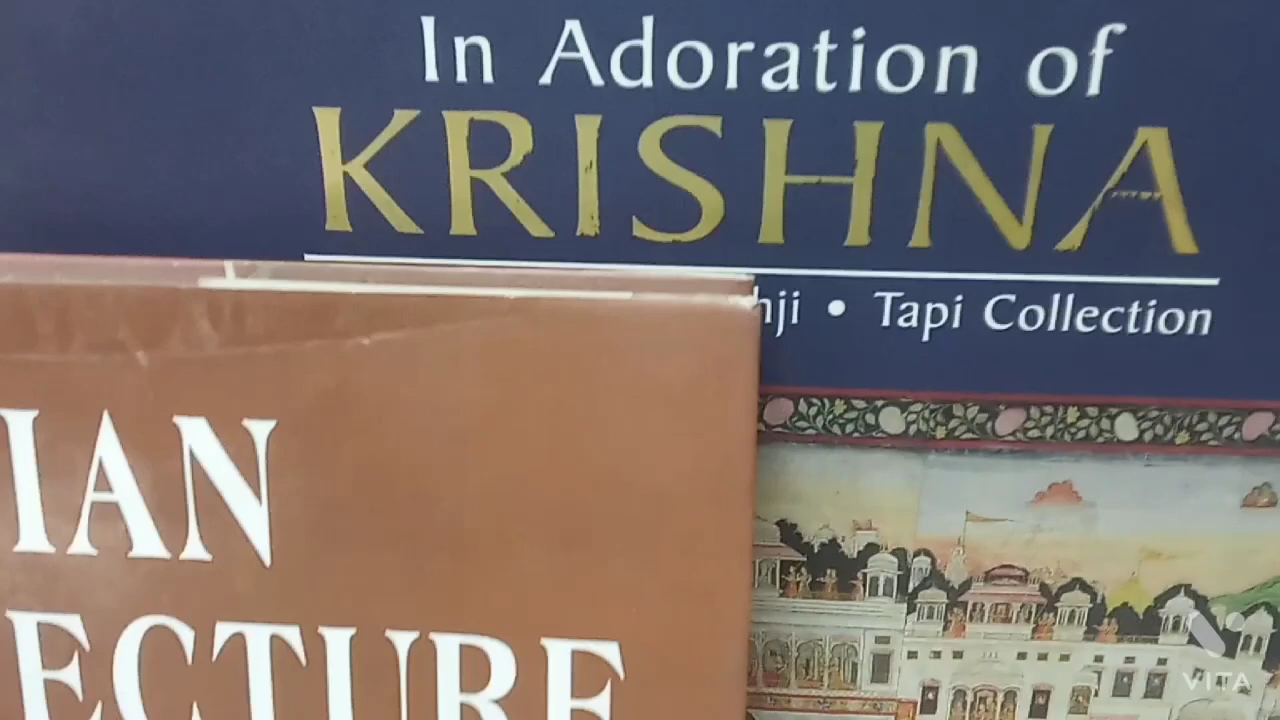 In Adoration of
KRISHNA
hji • Tapi Collection
IAN
ECTURE
VITA